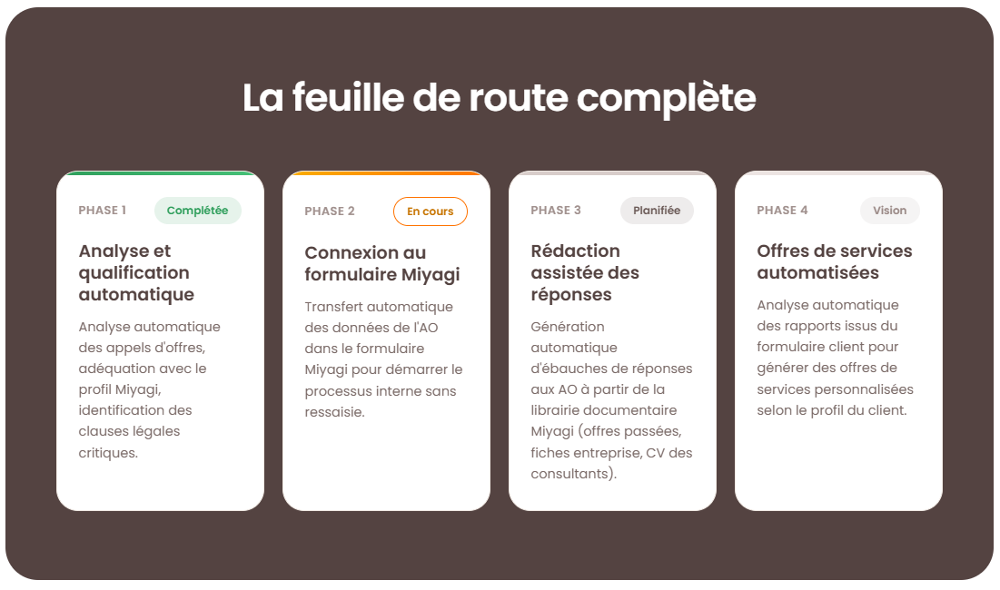 La feuille de route complète
PHASE 1
Complétée
Analyse et
qualification
automatique
Analyse automatique
des appels d'offres,
adéquation avec le
profil Miyagi,
identification des
clauses légales
critiques.
PHASE 2
En cours
Connexion au
formulaire Miyagi
Transfert automatique
des données de l'AO
dans le formulaire
Miyagi pour démarrer le
processus interne sans
ressaisie.
PHASE 3
Planifiée
Rédaction
assistée des
réponses
Génération
automatique
d'ébauches de réponses
aux AO à partir de la
librairie documentaire
Miyagi (offres passées,
fiches entreprise, CV des
consultants).
PHASE 4
Vision
Offres de services
automatisées
Analyse automatique
des rapports issus du
formulaire client pour
générer des offres de
services personnalisées
selon le profil du client.